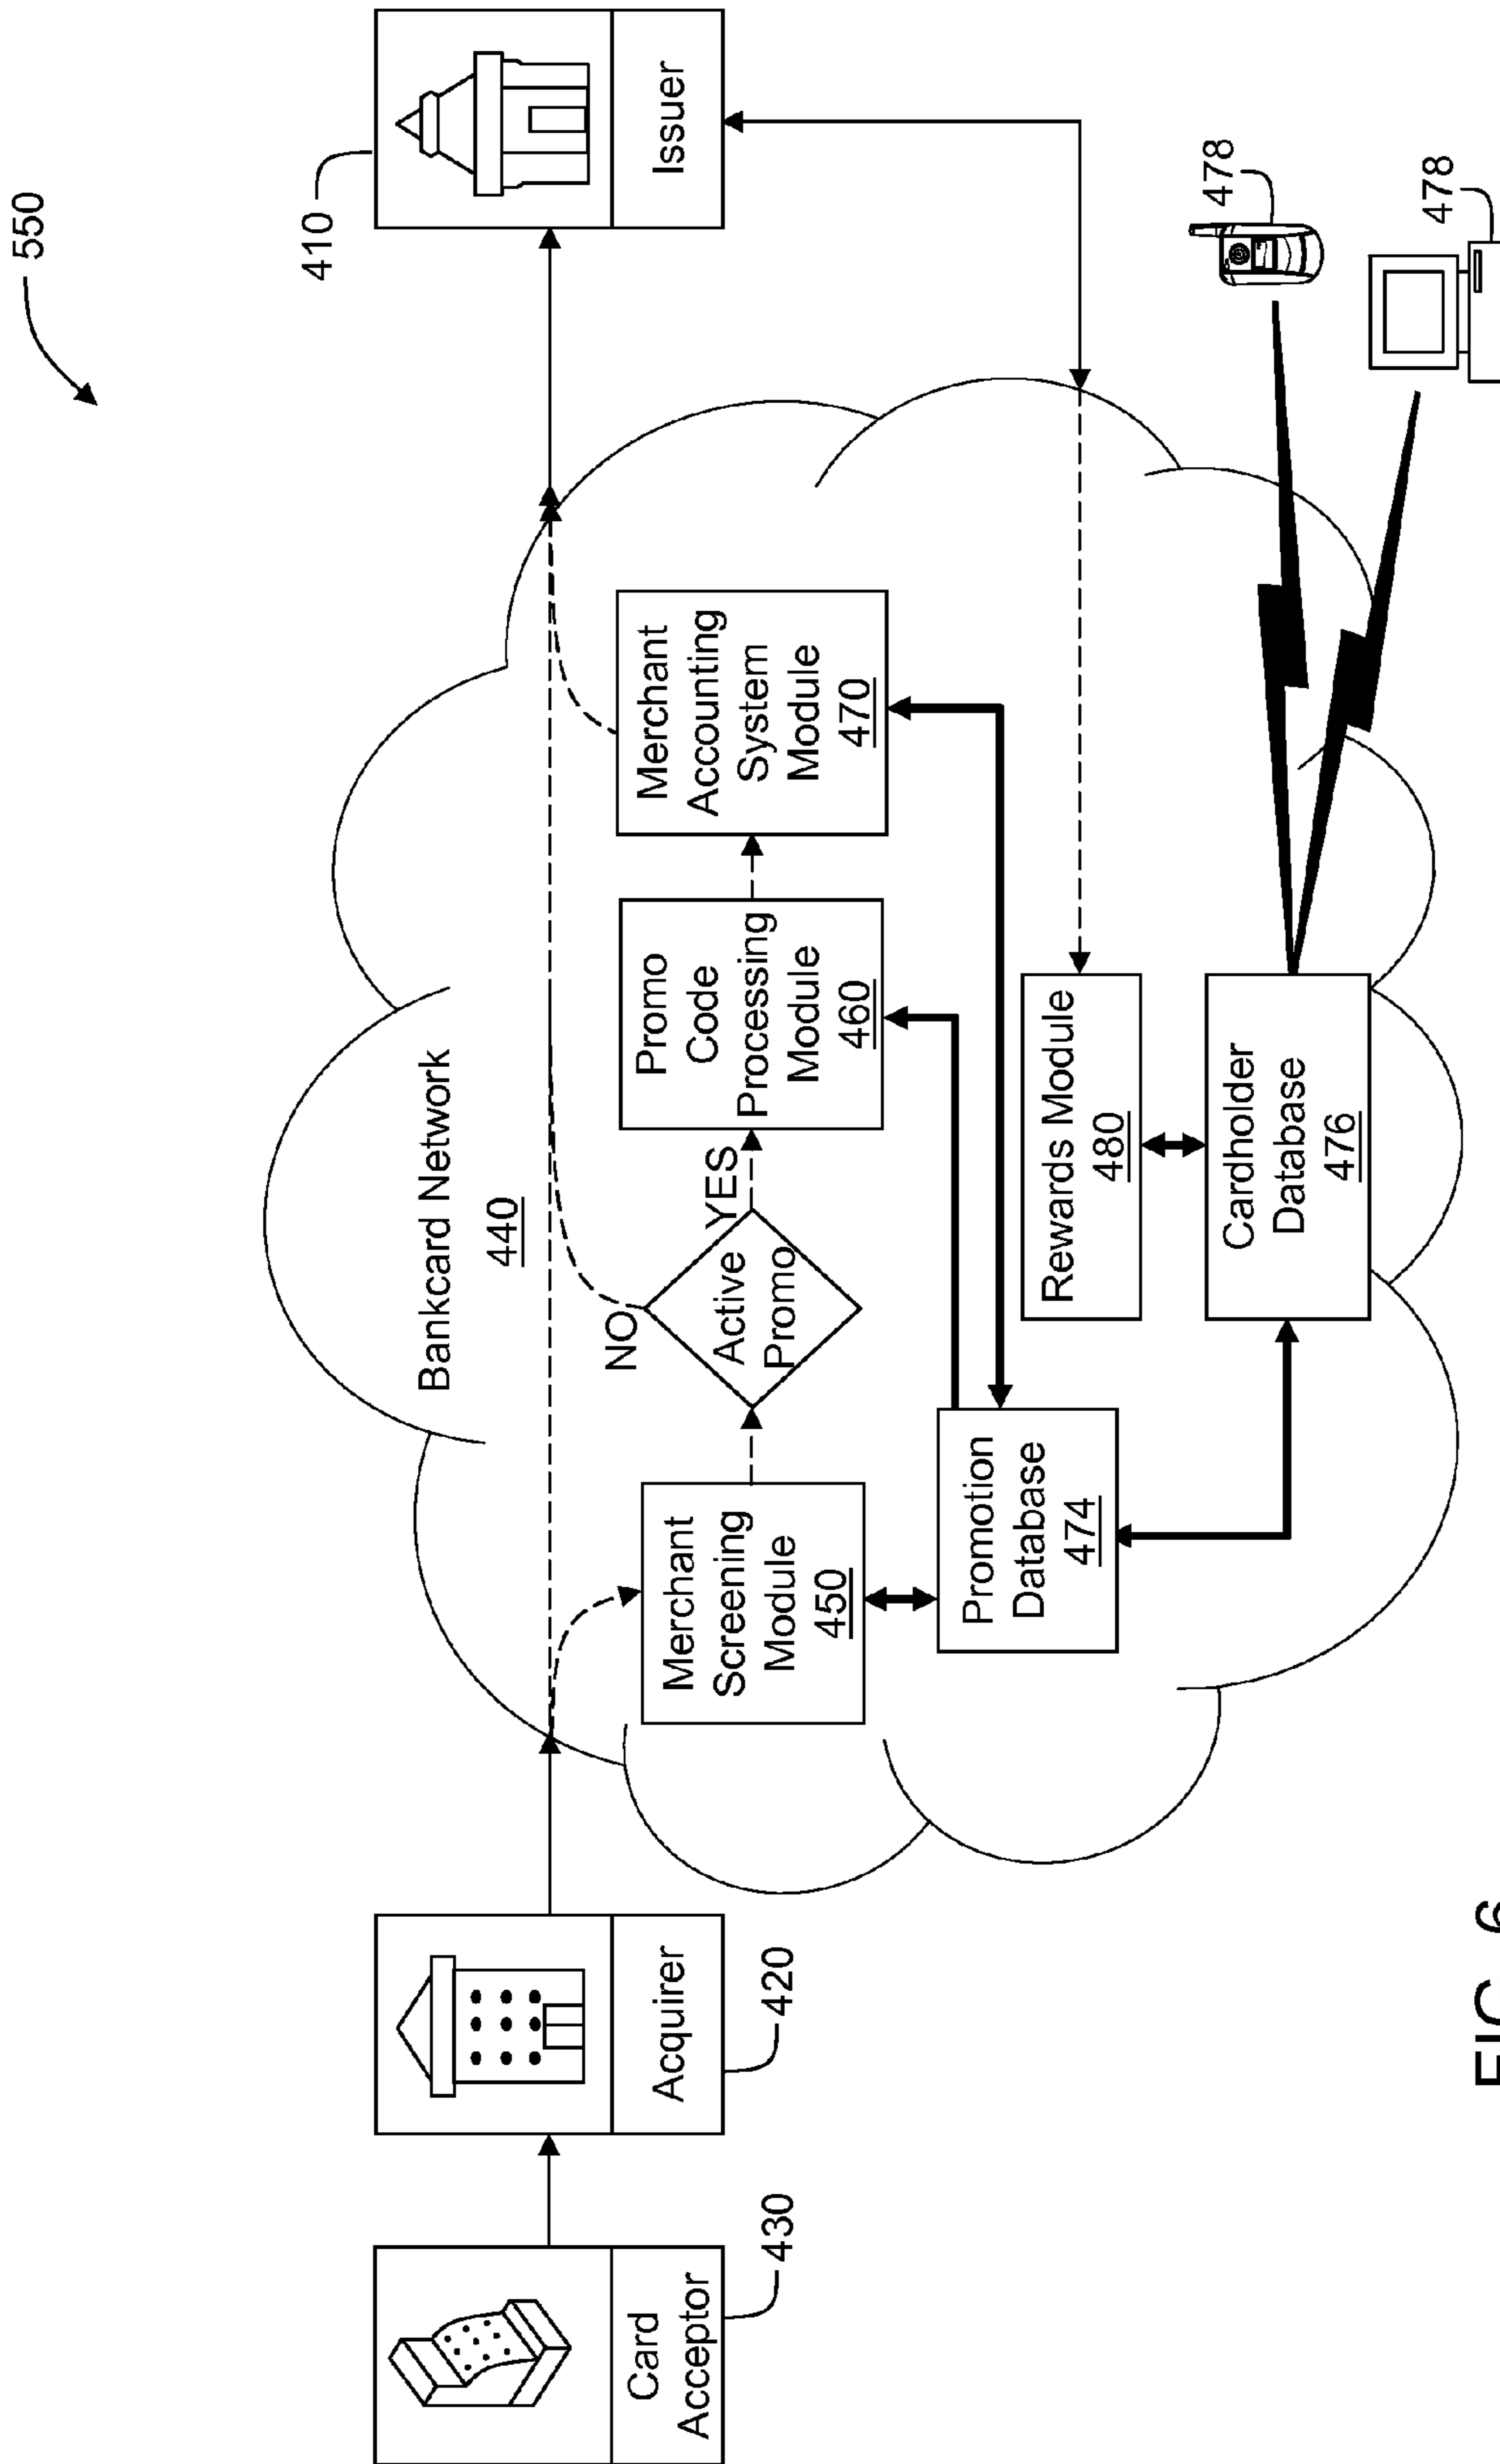 550
410
Issuer
Bankcard Network
440
Card
Acceptor
430
Acquirer
420
Merchant
Screening
Module
450
Active
Promo
NO
YES
Promo
Code
Processing
Module
460
Merchant
Accounting
System
Module
470
Promotion
Database
474
Rewards Module
480
Cardholder
Database
476
478
478
FIG. 6